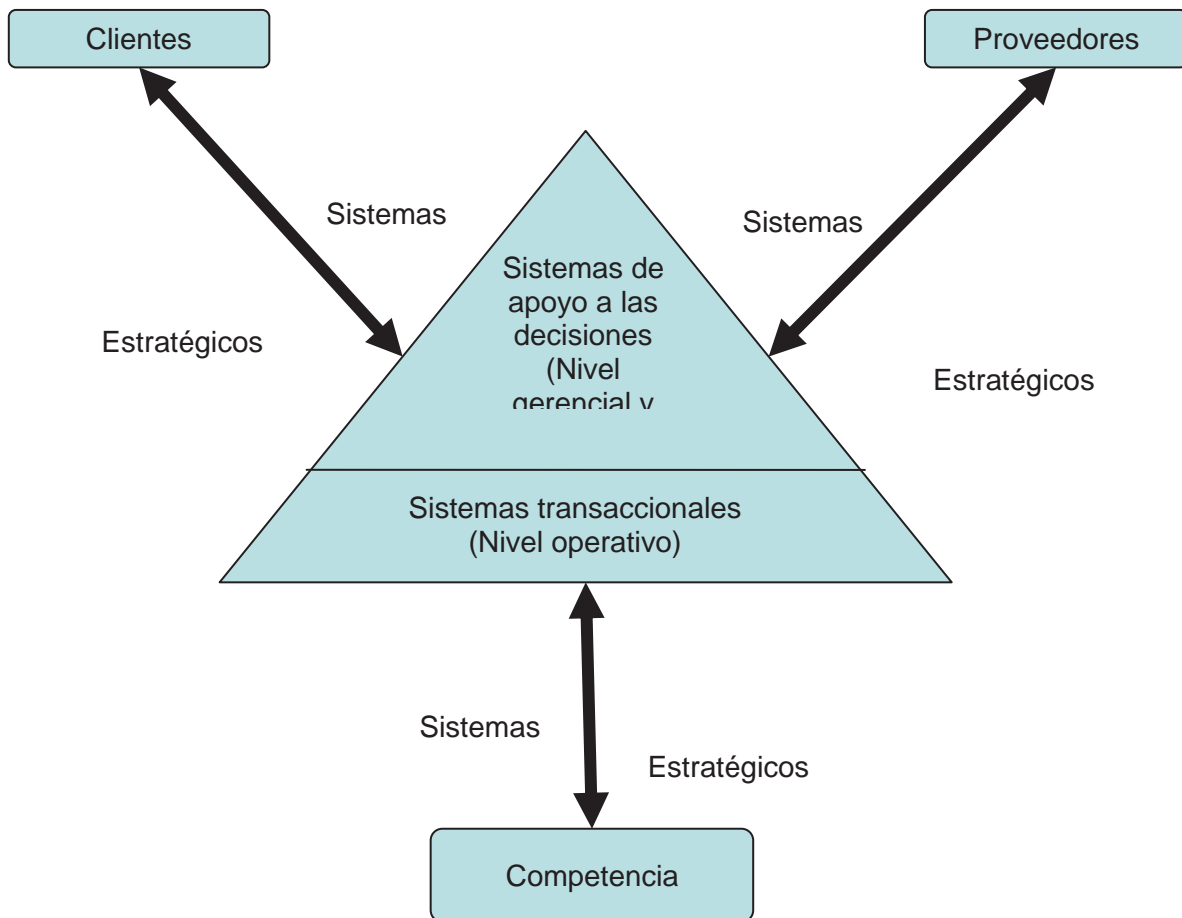 Clientes
Proveedores
Sistemas
Sistemas
Sistemas de
apoyo a las
decisiones
(Nivel
gerencial y
Estratégicos
Estratégicos
Sistemas transaccionales
(Nivel operativo)
Sistemas
Estratégicos
Competencia